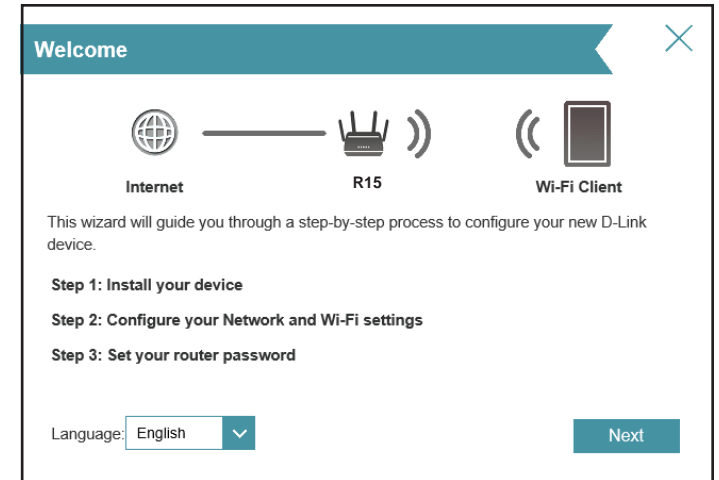 Welcome
Internet
R15
Wi-Fi Client
This wizard will guide you through a step-by-step process to configure your new D-Link
device.
Step 1: Install your device
Step 2: Configure your Network and Wi-Fi settings
Step 3: Set your router password
Language: English
Next